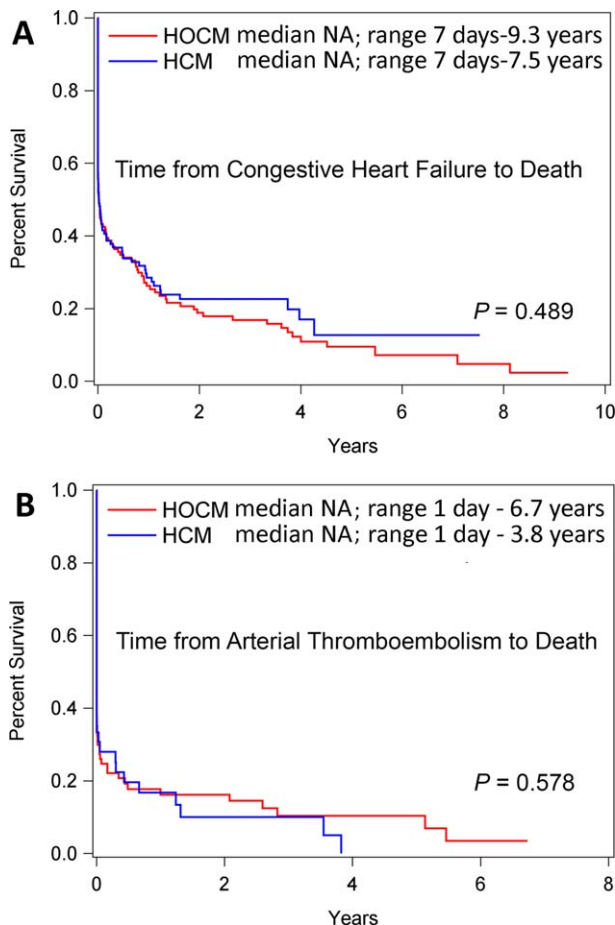 A
HOCM median NA; range 7 days-9.3 years
HCM median NA; range 7 days-7.5 years
Time from Congestive Heart Failure to Death
P = 0.489
Percent Survival
1.0
0.8
0.6
0.4
0.2
0.0
0 2 4 6 8 10
Years
B
HOCM median NA; range 1 day - 6.7 years
HCM median NA; range 1 day - 3.8 years
Time from Arterial Thromboembolism to Death
P = 0.578
Percent Survival
1.0
0.8
0.6
0.4
0.2
0.0
0 2 4 6 8
Years